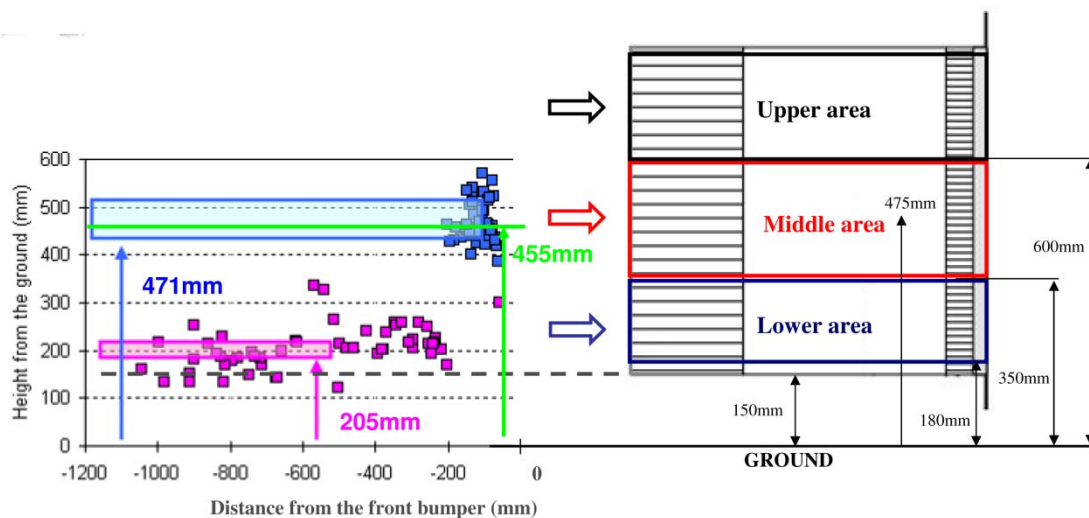 Upper area
600
500
475mm
Middle area
455mm
600mm
400
471mm
300
Lower area
200
350mm
150mm
180mm
100
205mm
0
GROUND
-1200
-1000
-800
-600
-400
-200
0
Height from the ground (mm)
Distance from the front bumper (mm)